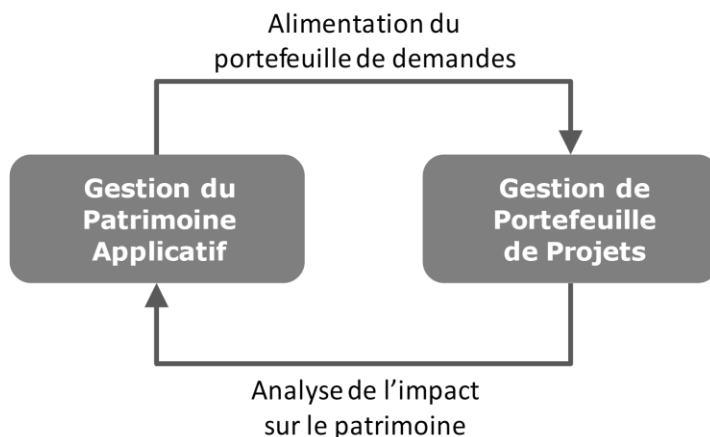 Alimentation du
portefeuille de demandes
Gestion du
Patrimoine
Applicatif
Gestion de
Portefeuille
de Projets
Analyse de l’impact
sur le patrimoine